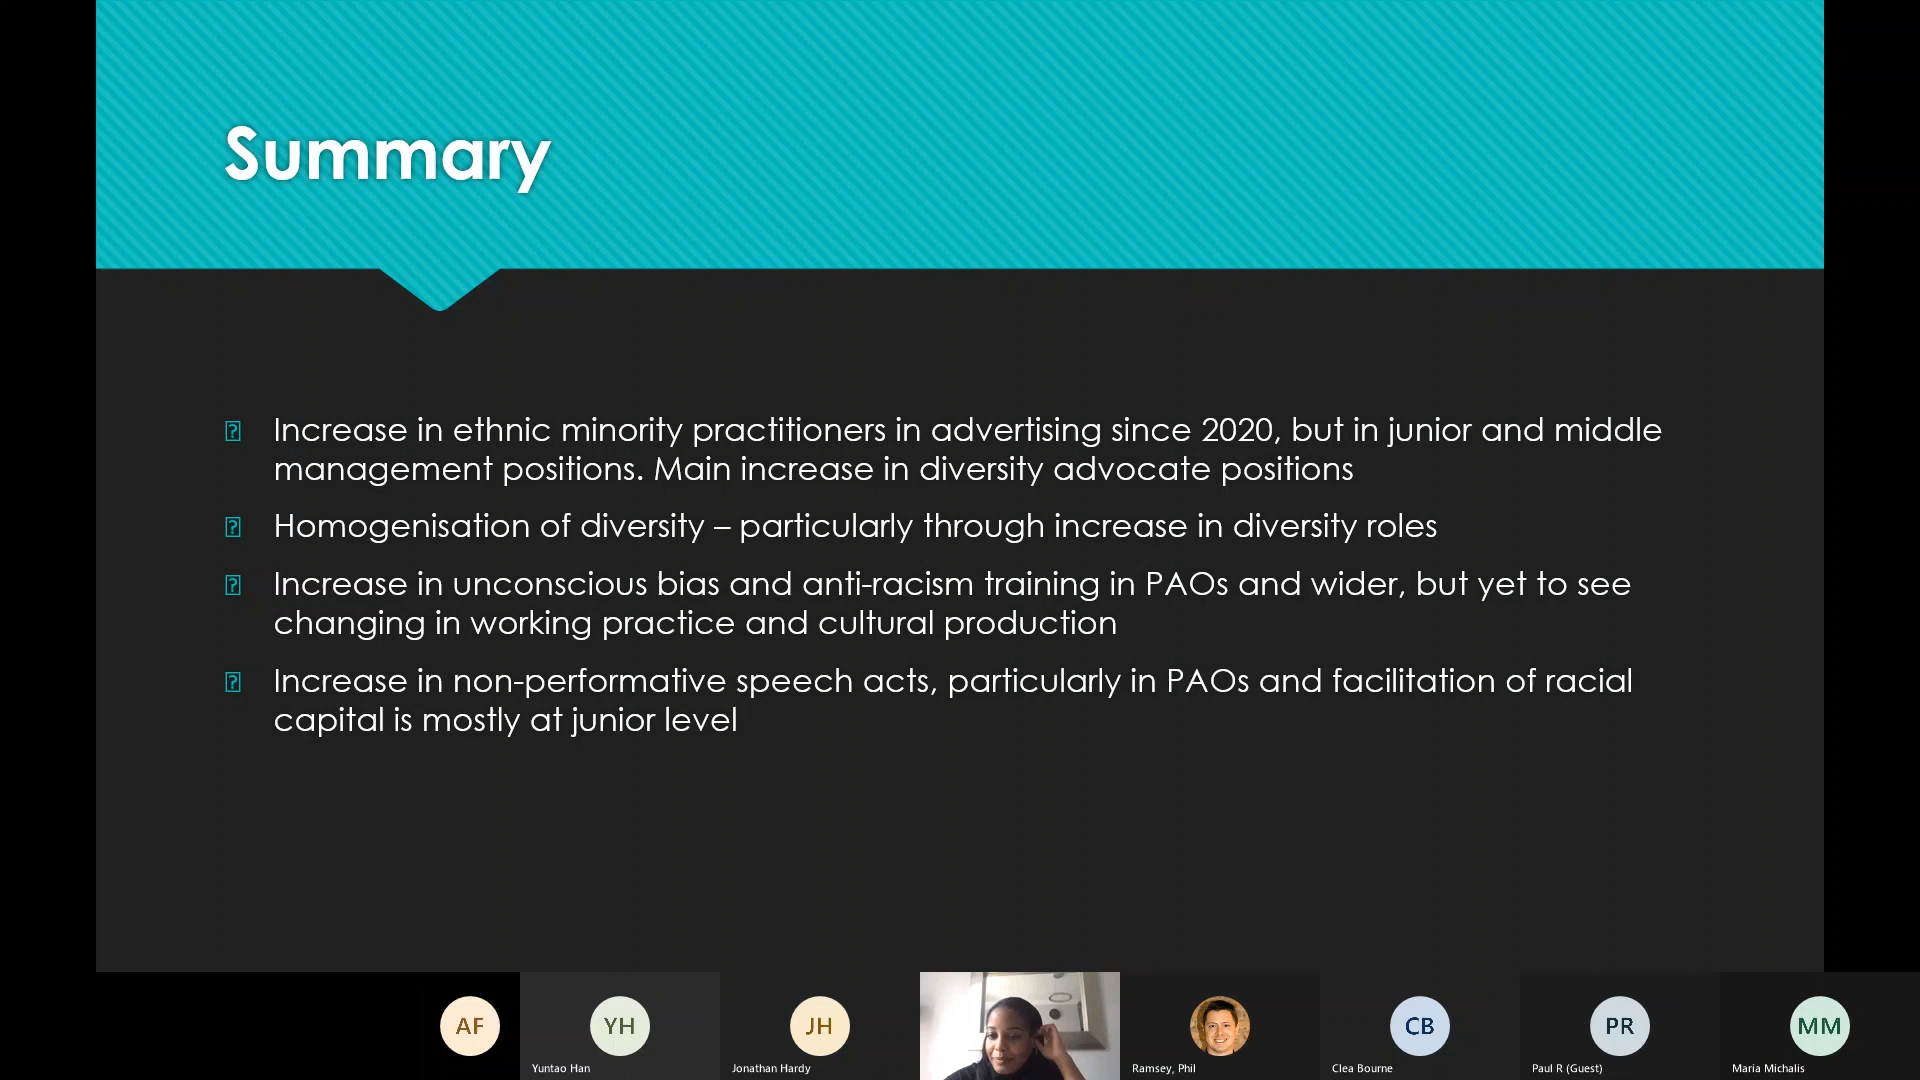 Summary
Increase in ethnic minority practitioners in advertising since 2020, but in junior and middle
management positions. Main increase in diversity advocate positions
Homogenisation of diversity – particularly through increase in diversity roles
Increase in unconscious bias and anti-racism training in PAOs and wider, but yet to see
changing in working practice and cultural production
Increase in non-performative speech acts, particularly in PAOs and facilitation of racial
capital is mostly at junior level
AF
YH
JH
CB
PR
MM
Yuntao Han
Jonathan Hardy
Ramsey, Phil
Clea Bourne
Paul R (Guest)
Maria Michalis